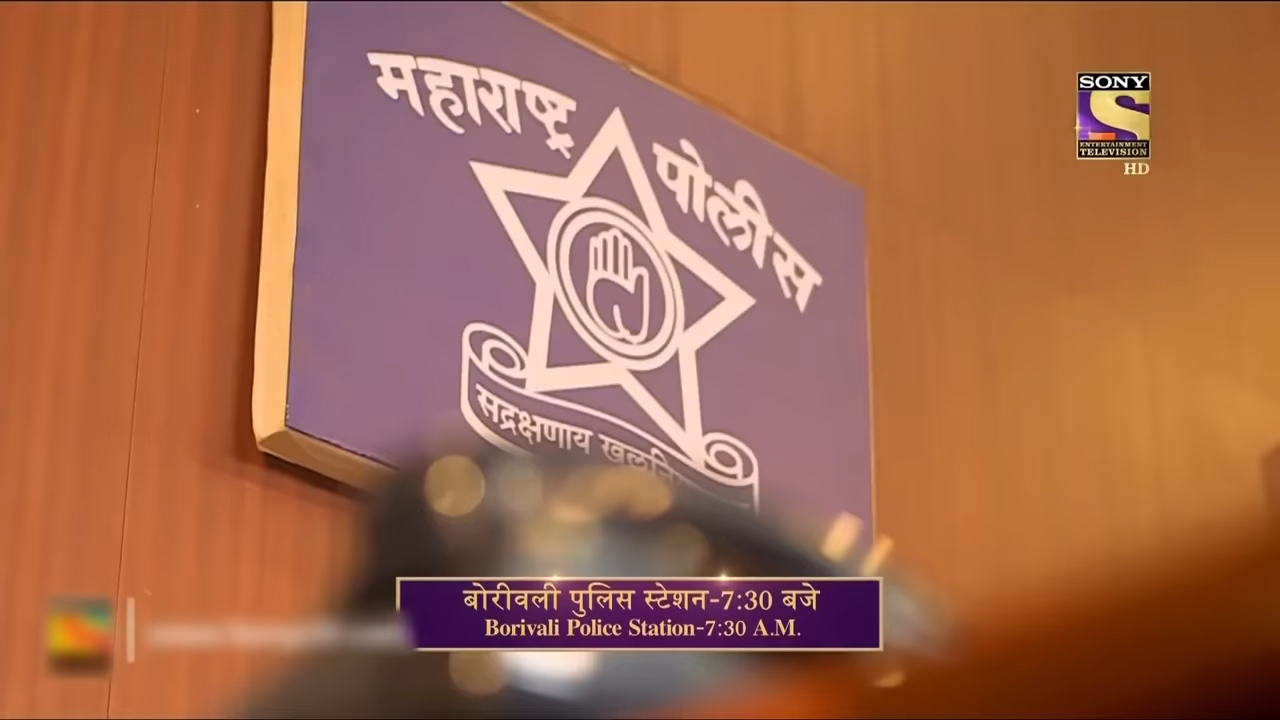 महाराष्ट्र पोलीस
सद्रक्षणाय
SONY
ENTERTAINMENT
TELEVISION
HD
बोरीवली पुलिस स्टेशन-7:30 बजे
Borivali Police Station-7:30 A.M.